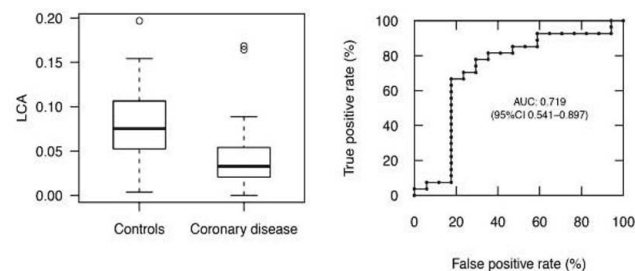 0.20
0.15
0.10
0.05
0.00
LCA
Controls Coronary disease
100
80
60
40
20
0
True positive rate (%)
AUC: 0.719
(95%CI 0.541–0.897)
0 20 40 60 80 100
False positive rate (%)